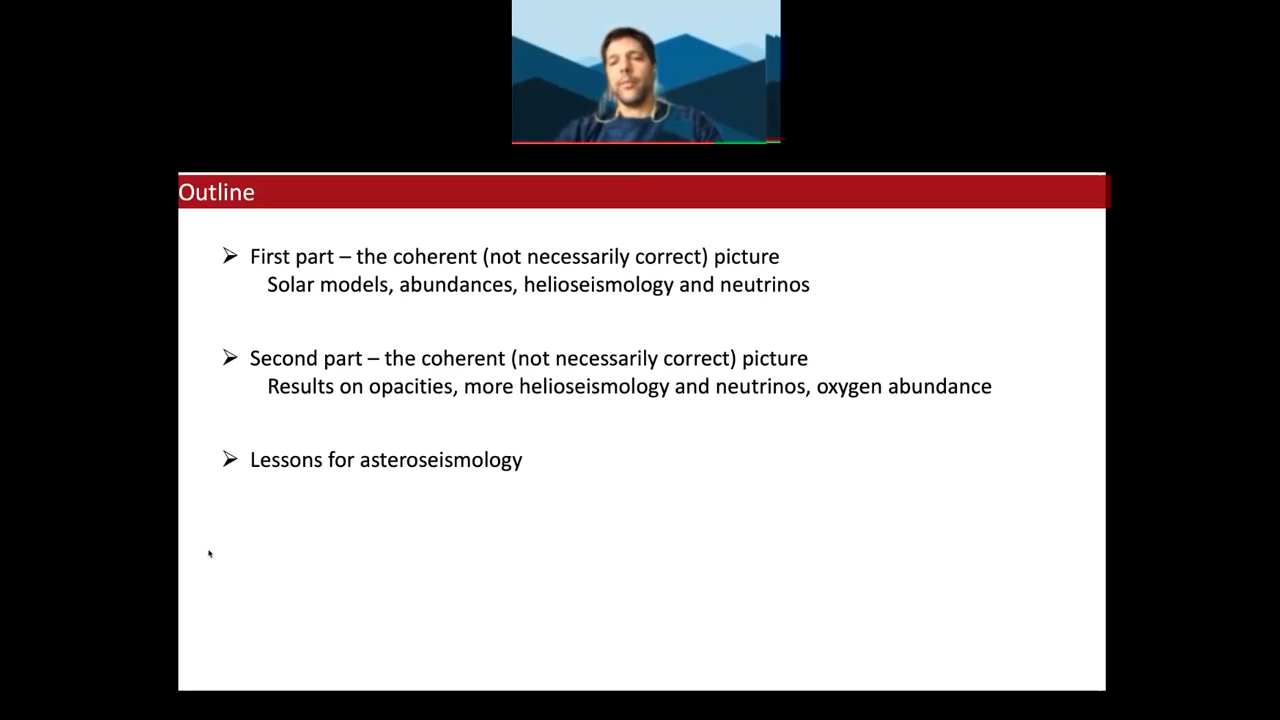 Outline
➢ First part – the coherent (not necessarily correct) picture
Solar models, abundances, helioseismology and neutrinos
➢ Second part – the coherent (not necessarily correct) picture
Results on opacities, more helioseismology and neutrinos, oxygen abundance
➢ Lessons for asteroseismology